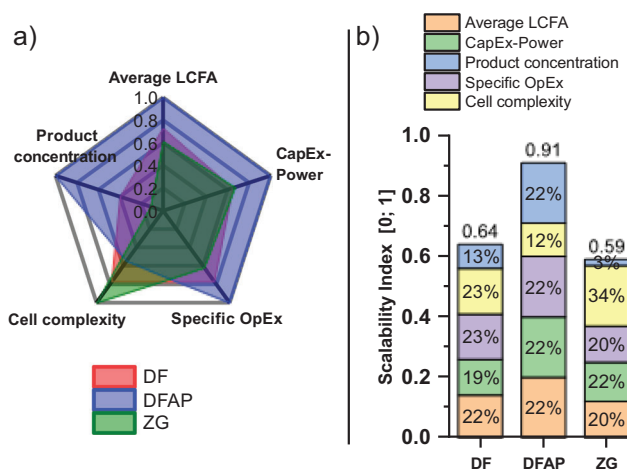 a)
Average LCFA
1.0
0.8
0.6
0.4
0.2
0.0
Product
concentration
CapEx-
Power
Cell complexity
Specific OpEx
DF
DFAP
ZG
b)
Average LCFA
CapEx-Power
Product concentration
Specific OpEx
Cell complexity
Scalability Index [0; 1]
1.0
0.8
0.6
0.4
0.2
0.0
0.64
13%
23%
23%
19%
22%
0.91
22%
12%
22%
22%
22%
0.59
3%
34%
20%
22%
20%
DF
DFAP
ZG